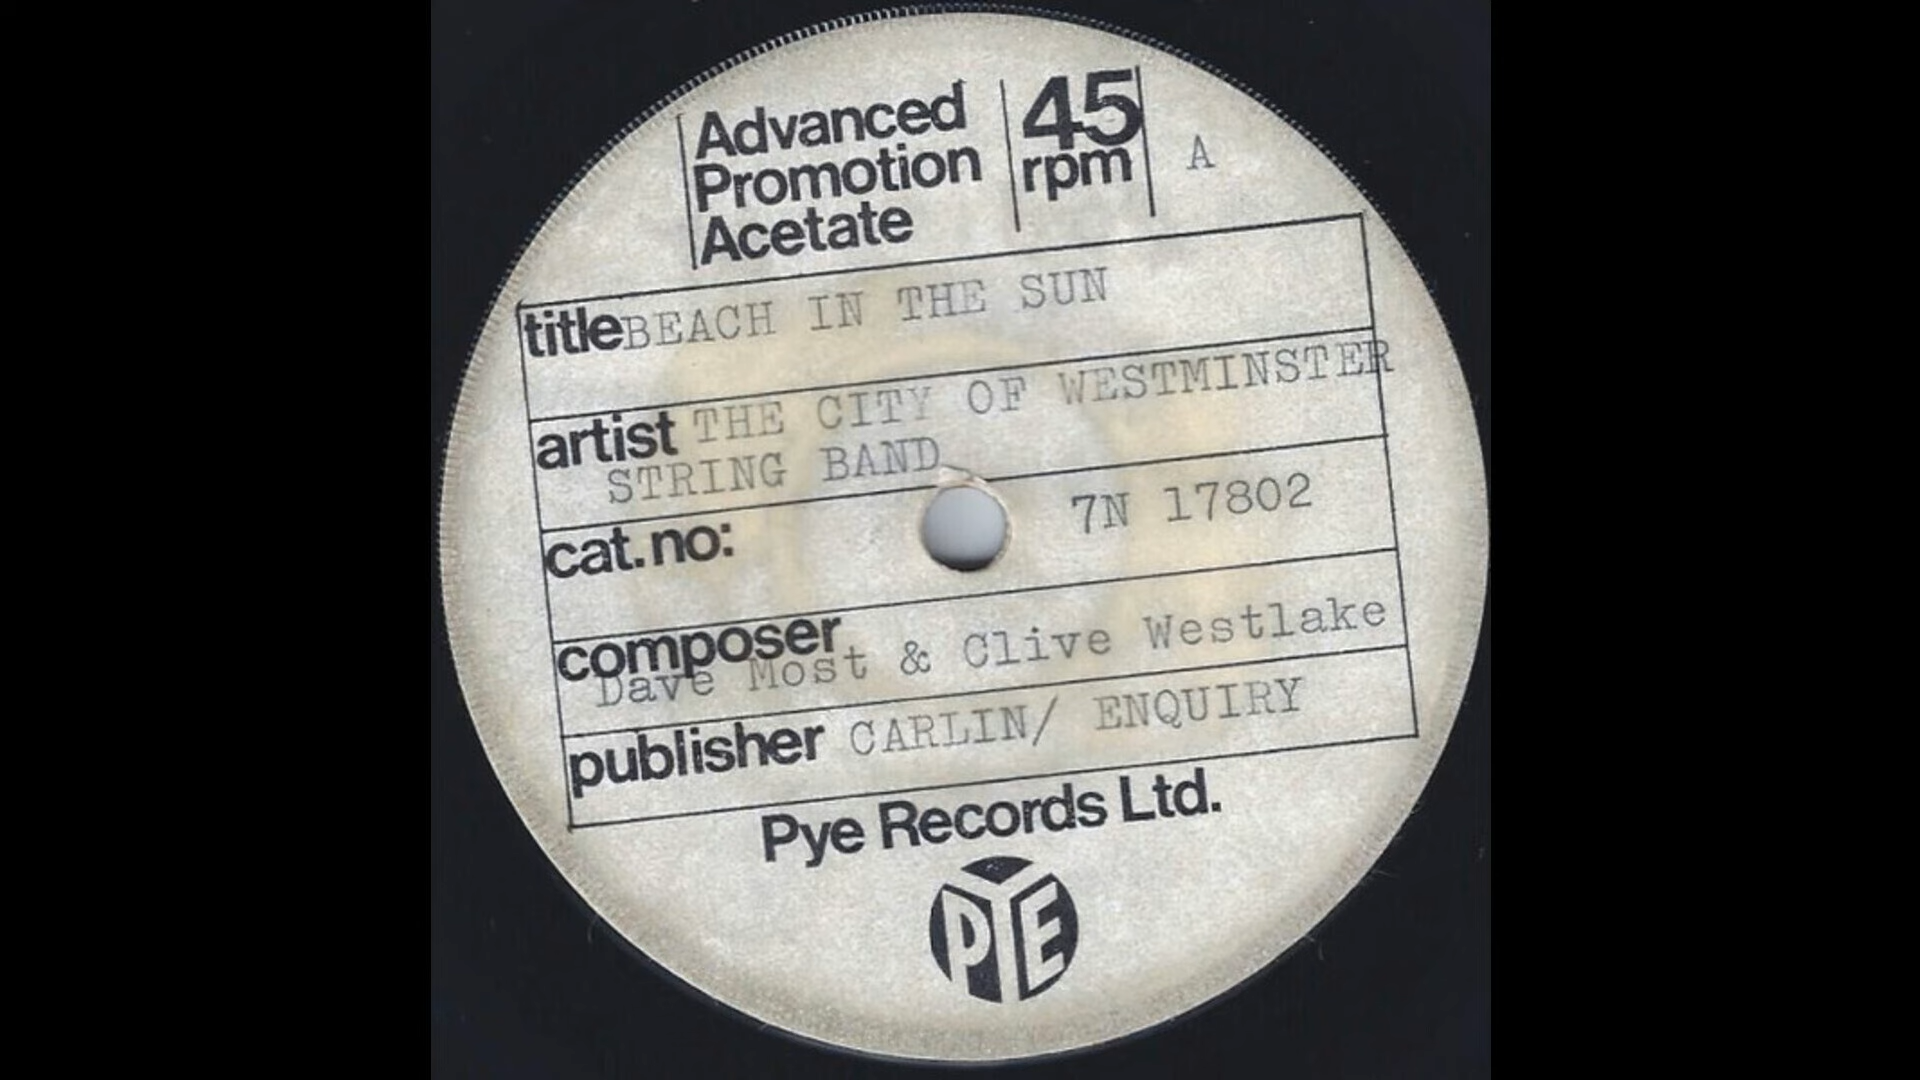 Advanced
Promotion
Acetate
45
rpm
A
title BEACH IN THE SUN
artist THE CITY OF WESTMINSTER
STRING BAND
cat.no: 7N 17802
composer
Dave Most & Clive Westlake
publisher CARLIN/ ENQUIRY
Pye Records Ltd.
PYE